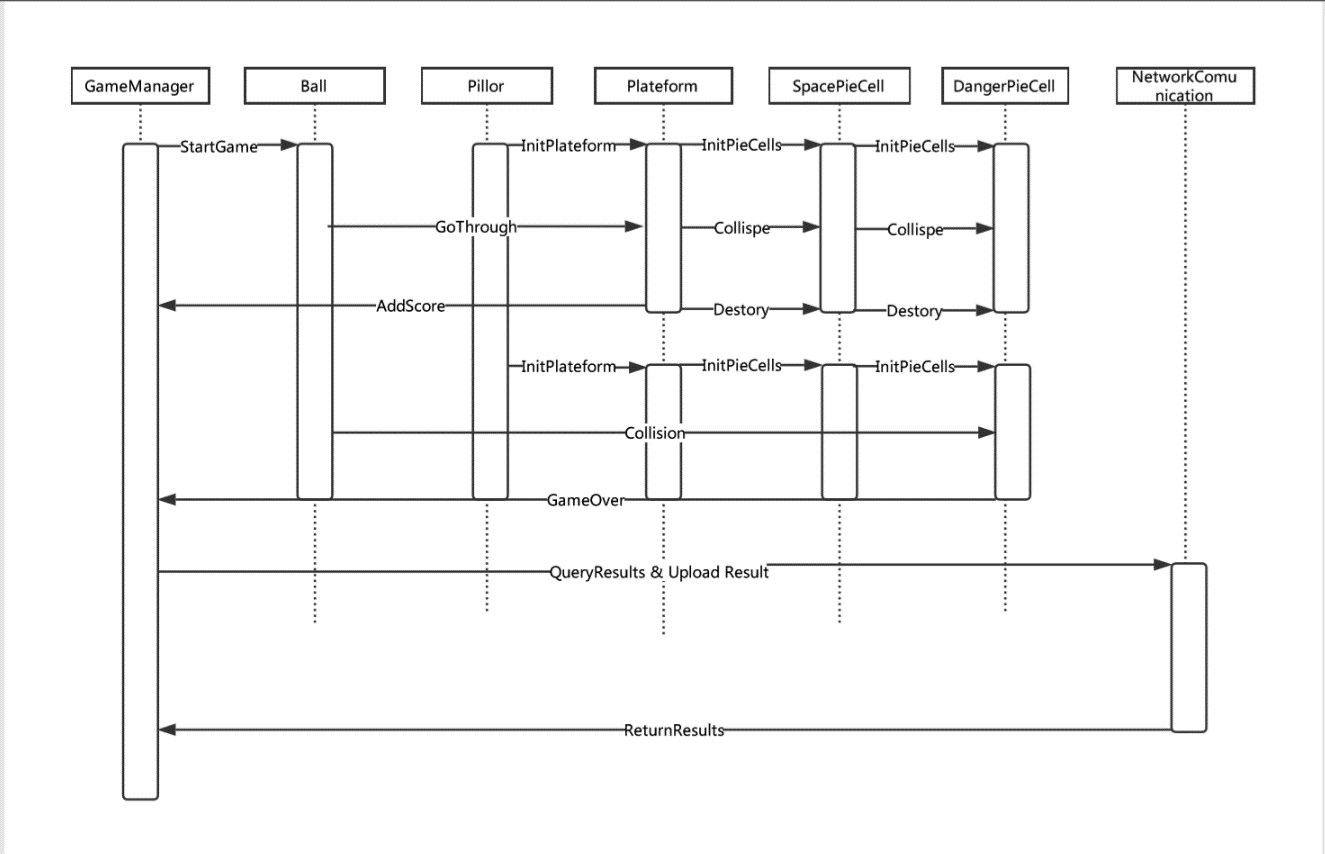 GameManager
Ball
Pillor
Plateform
SpacePieCell
DangerPieCell
NetworkComu
nication
StartGame
InitPlateform
InitPieCells
InitPieCells
GoThrough
Collispe
Collispe
AddScore
Destory
Destory
InitPlateform
InitPieCells
InitPieCells
Collision
GameOver
QueryResults & Upload Result
ReturnResults